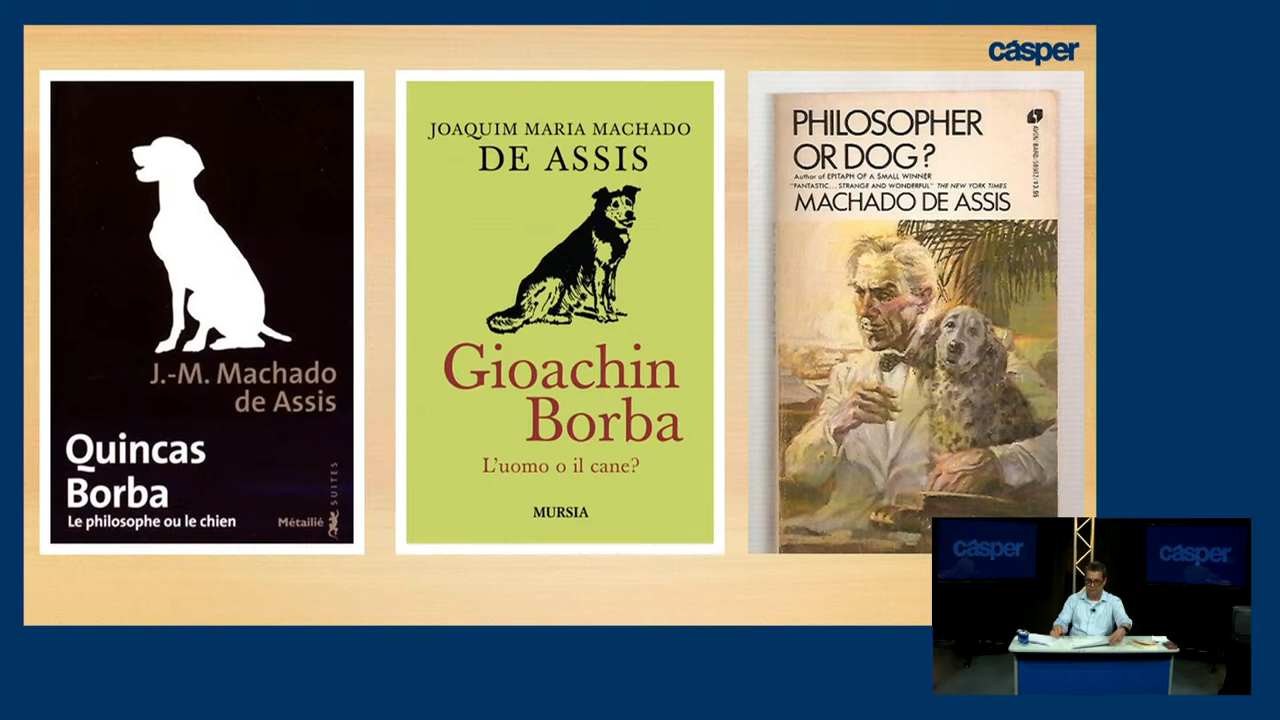 cásper
J.-M. Machado
de Assis
Quincas
Borba
Le philosophe ou le chien
Métailié
SUITES
JOAQUIM MARIA MACHADO
DE ASSIS
Gioachin
Borba
L'uomo o il cane?
MURSIA
PHILOSOPHER
OR DOG?
Author of EPITAPH OF A SMALL WINNER
"FANTASTIC... STRANGE AND WONDERFUL" THE NEW YORK TIMES
MACHADO DE ASSIS
cásper
cásper